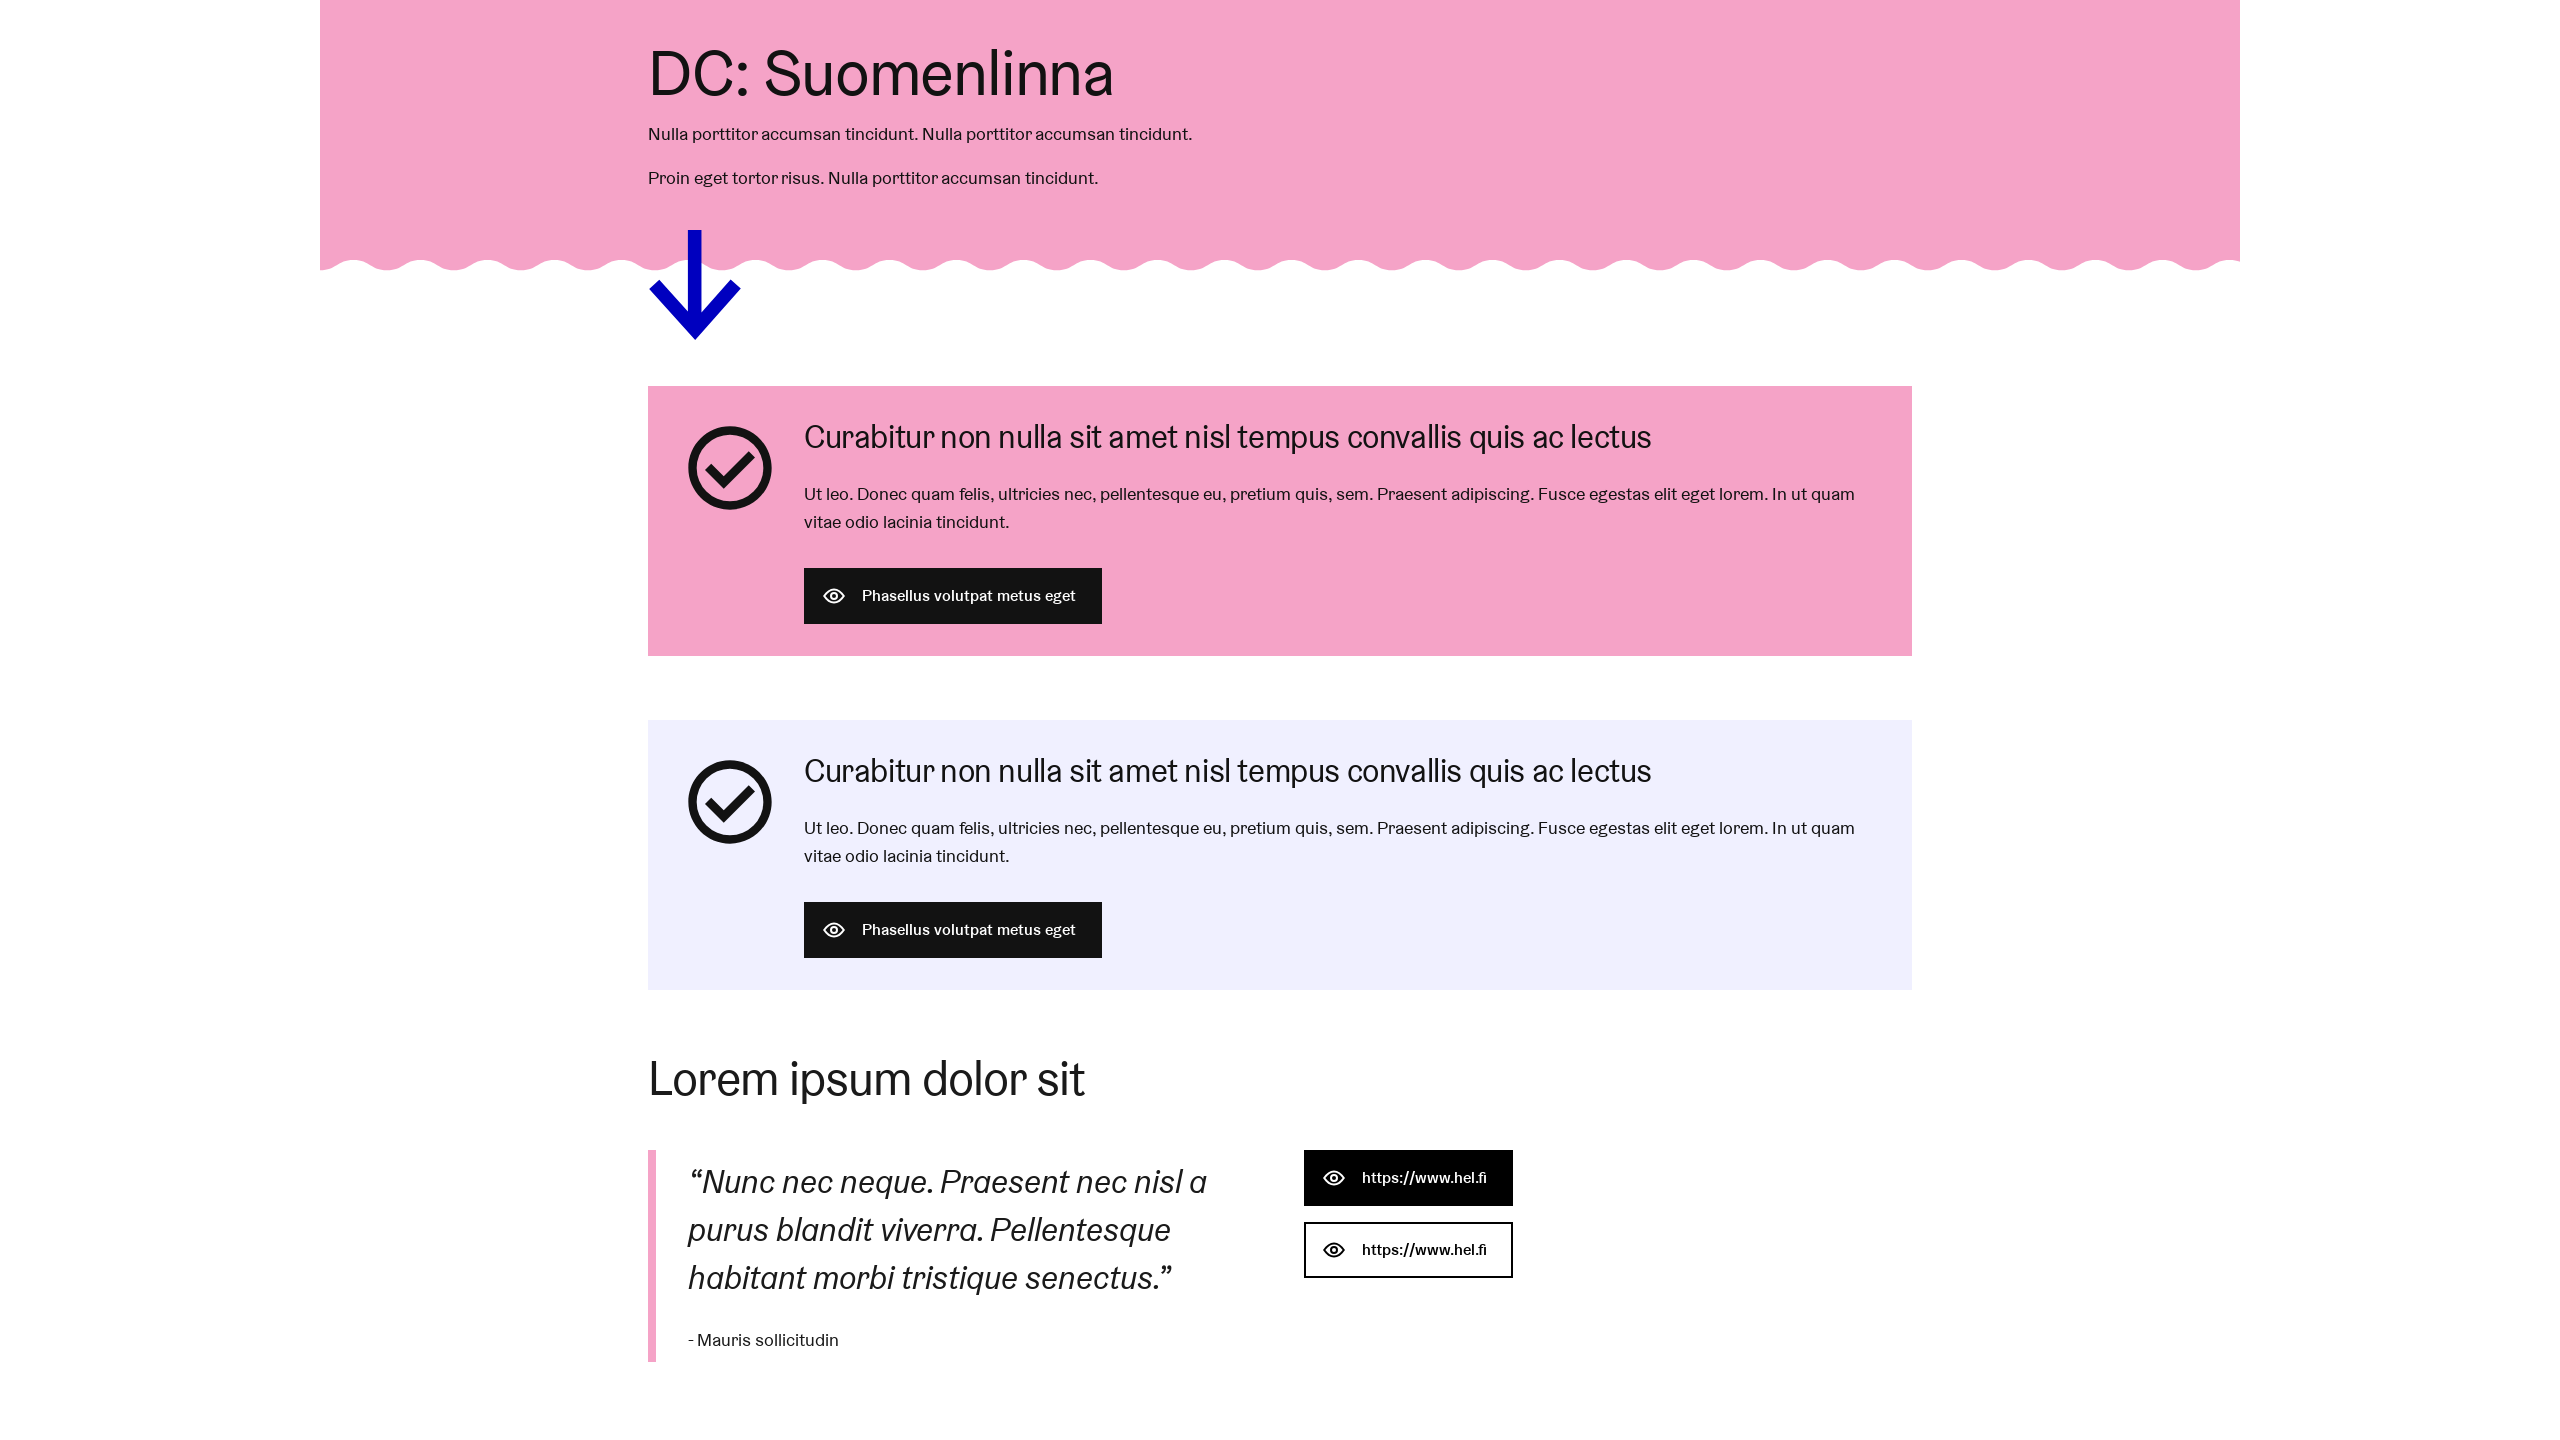 DC: Suomenlinna
Nulla porttitor accumsan tincidunt. Nulla porttitor accumsan tincidunt.
Proin eget tortor risus. Nulla porttitor accumsan tincidunt.
Curabitur non nulla sit amet nisl tempus convallis quis ac lectus
Ut leo. Donec quam felis, ultricies nec, pellentesque eu, pretium quis, sem. Praesent adipiscing. Fusce egestas elit eget lorem. In ut quam
vitae odio lacinia tincidunt.
Phasellus volutpat metus eget
Curabitur non nulla sit amet nisl tempus convallis quis ac lectus
Ut leo. Donec quam felis, ultricies nec, pellentesque eu, pretium quis, sem. Praesent adipiscing. Fusce egestas elit eget lorem. In ut quam
vitae odio lacinia tincidunt.
Phasellus volutpat metus eget
Lorem ipsum dolor sit
“Nunc nec neque. Praesent nec nisl a
purus blandit viverra. Pellentesque
habitant morbi tristique senectus.”
- Mauris sollicitudin
https://www.hel.fi
https://www.hel.fi